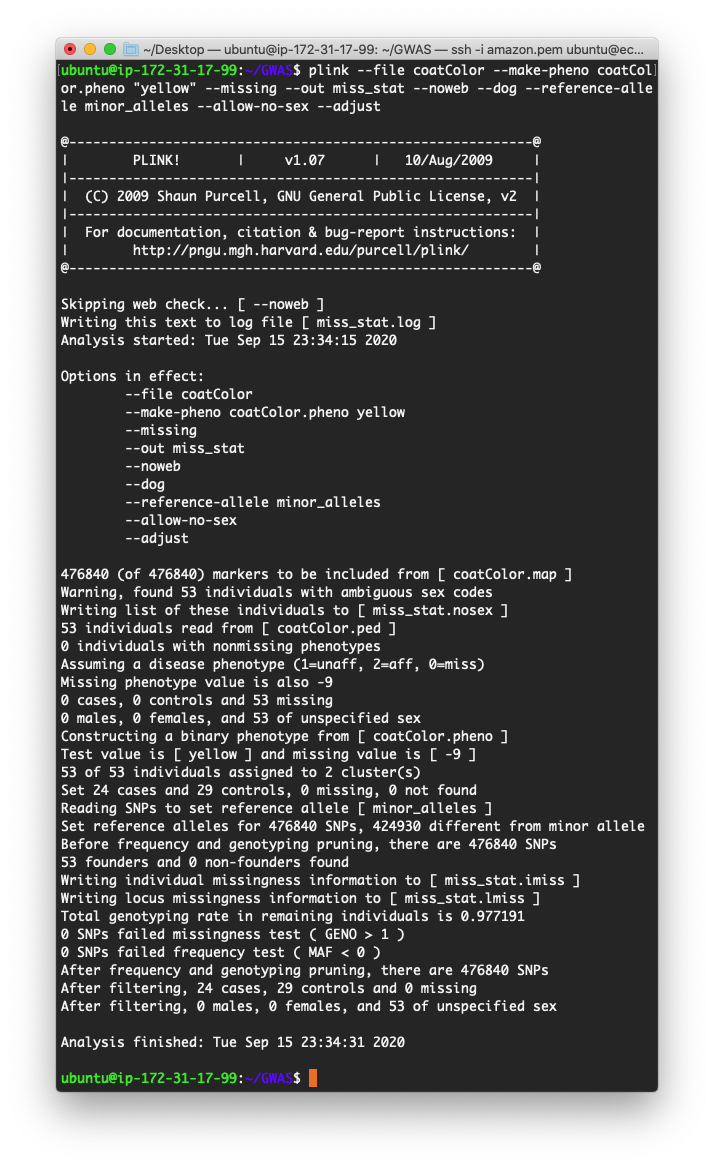 ~/Desktop — ubuntu@ip-172-31-17-99: ~/GWAS — ssh -i amazon.pem ubuntu@ec...
[ubuntu@ip-172-31-17-99:~/GWAS$ plink --file coatColor --make-pheno coatCol]
or.pheno "yellow" --missing --out miss_stat --noweb --dog --reference-alle
le minor_alleles --allow-no-sex --adjust
@----------------------------------------------------------@
|        PLINK!       |     v1.07      |   10/Aug/2009     |
|----------------------------------------------------------|
|  (C) 2009 Shaun Purcell, GNU General Public License, v2  |
|----------------------------------------------------------|
|  For documentation, citation & bug-report instructions:  |
|        http://pngu.mgh.harvard.edu/purcell/plink/        |
@----------------------------------------------------------@
Skipping web check... [ --noweb ]
Writing this text to log file [ miss_stat.log ]
Analysis started: Tue Sep 15 23:34:15 2020
Options in effect:
        --file coatColor
        --make-pheno coatColor.pheno yellow
        --missing
        --out miss_stat
        --noweb
        --dog
        --reference-allele minor_alleles
        --allow-no-sex
        --adjust
476840 (of 476840) markers to be included from [ coatColor.map ]
Warning, found 53 individuals with ambiguous sex codes
Writing list of these individuals to [ miss_stat.nosex ]
53 individuals read from [ coatColor.ped ]
0 individuals with nonmissing phenotypes
Assuming a disease phenotype (1=unaff, 2=aff, 0=miss)
Missing phenotype value is also -9
0 cases, 0 controls and 53 missing
0 males, 0 females, and 53 of unspecified sex
Constructing a binary phenotype from [ coatColor.pheno ]
Test value is [ yellow ] and missing value is [ -9 ]
53 of 53 individuals assigned to 2 cluster(s)
Set 24 cases and 29 controls, 0 missing, 0 not found
Reading SNPs to set reference allele [ minor_alleles ]
Set reference alleles for 476840 SNPs, 424930 different from minor allele
Before frequency and genotyping pruning, there are 476840 SNPs
53 founders and 0 non-founders found
Writing individual missingness information to [ miss_stat.imiss ]
Writing locus missingness information to [ miss_stat.lmiss ]
Total genotyping rate in remaining individuals is 0.977191
0 SNPs failed missingness test ( GENO > 1 )
0 SNPs failed frequency test ( MAF < 0 )
After frequency and genotyping pruning, there are 476840 SNPs
After filtering, 24 cases, 29 controls and 0 missing
After filtering, 0 males, 0 females, and 53 of unspecified sex
Analysis finished: Tue Sep 15 23:34:31 2020
ubuntu@ip-172-31-17-99:~/GWAS$